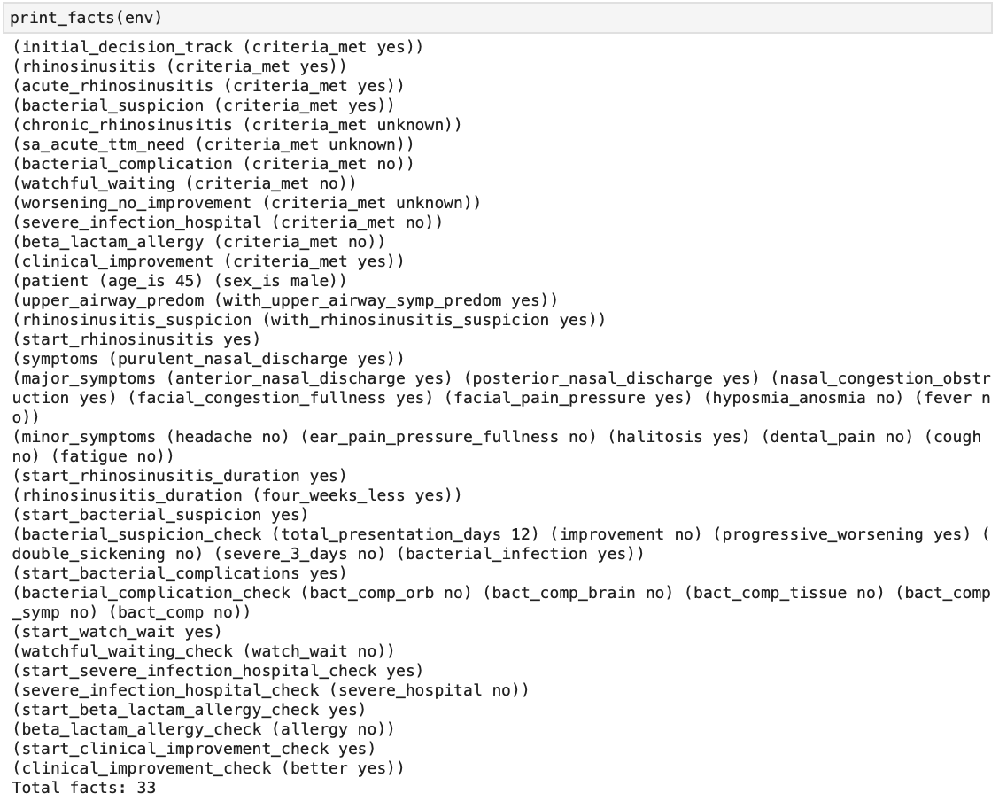 print_facts(env)
(initial_decision_track (criteria_met yes))
(rhinosinusitis (criteria_met yes))
(acute_rhinosinusitis (criteria_met yes))
(bacterial_suspicion (criteria_met yes))
(chronic_rhinosinusitis (criteria_met unknown))
(sa_acute_ttm_need (criteria_met unknown))
(bacterial_complication (criteria_met no))
(watchful_waiting (criteria_met no))
(worsening_no_improvement (criteria_met unknown))
(severe_infection_hospital (criteria_met no))
(beta_lactam_allergy (criteria_met no))
(clinical_improvement (criteria_met yes))
(patient (age_is 45) (sex_is male))
(upper_airway_predom (with_upper_airway_symp_predom yes))
(rhinosinusitis_suspicion (with_rhinosinusitis_suspicion yes))
(start_rhinosinusitis yes)
(symptoms (purulent_nasal_discharge yes))
(major_symptoms (anterior_nasal_discharge yes) (posterior_nasal_discharge yes) (nasal_congestion_obstr
uction yes) (facial_congestion_fullness yes) (facial_pain_pressure yes) (hyposmia_anosmia no) (fever n
o))
(minor_symptoms (headache no) (ear_pain_pressure_fullness no) (halitosis yes) (dental_pain no) (cough
no) (fatigue no))
(start_rhinosinusitis_duration yes)
(rhinosinusitis_duration (four_weeks_less yes))
(start_bacterial_suspicion yes)
(bacterial_suspicion_check (total_presentation_days 12) (improvement no) (progressive_worsening yes) (
double_sickening no) (severe_3_days no) (bacterial_infection yes))
(start_bacterial_complications yes)
(bacterial_complication_check (bact_comp_orb no) (bact_comp_brain no) (bact_comp_tissue no) (bact_comp
_symp no) (bact_comp no))
(start_watch_wait yes)
(watchful_waiting_check (watch_wait no))
(start_severe_infection_hospital_check yes)
(severe_infection_hospital_check (severe_hospital no))
(start_beta_lactam_allergy_check yes)
(beta_lactam_allergy_check (allergy no))
(start_clinical_improvement_check yes)
(clinical_improvement_check (better yes))
Total facts: 33